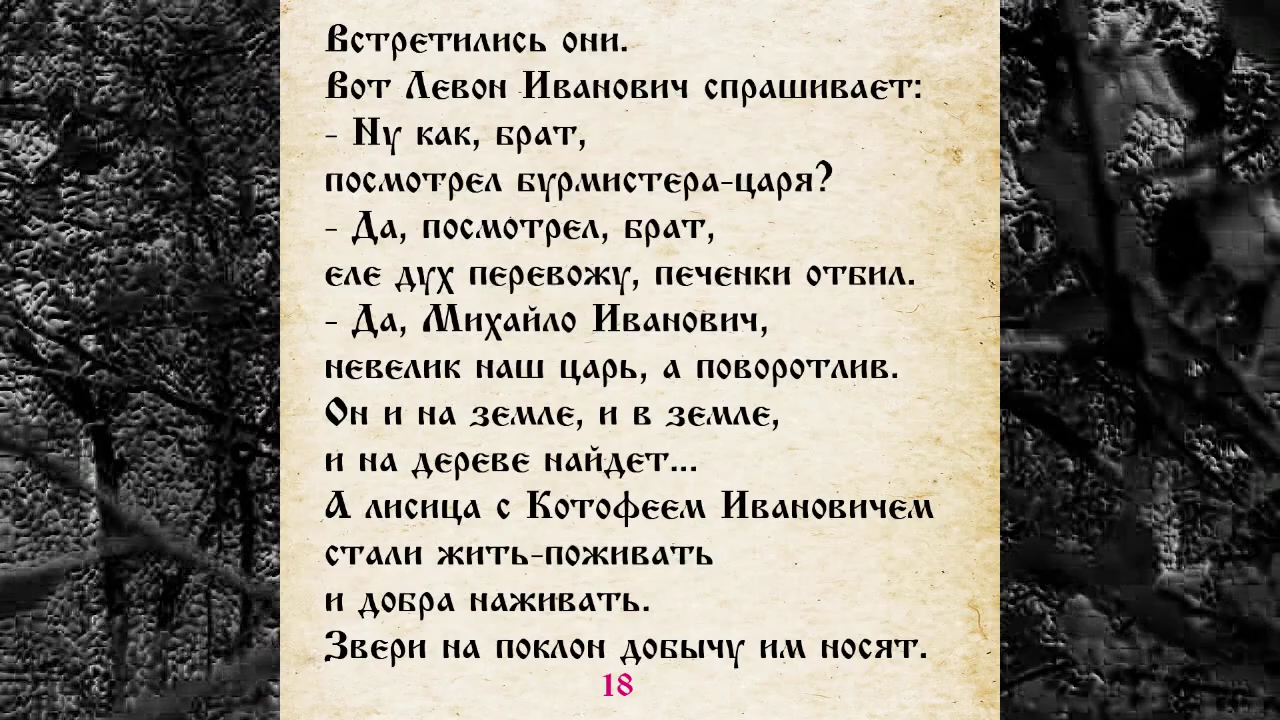 Встретились они.
Вот Левон Иванович спрашивает:
- Ну как, брат,
посмотрел бурмистера-царя?
- Да, посмотрел, брат,
еле дух перевожу, печенки отбил.
- Да, Михайло Иванович,
невелик наш царь, а поворотлив.
Он и на земле, и в земле,
и на дереве найдет...
А лисица с Котофеем Ивановичем
стали жить-поживать
и добра наживать.
Звери на поклон добычу им носят.
18